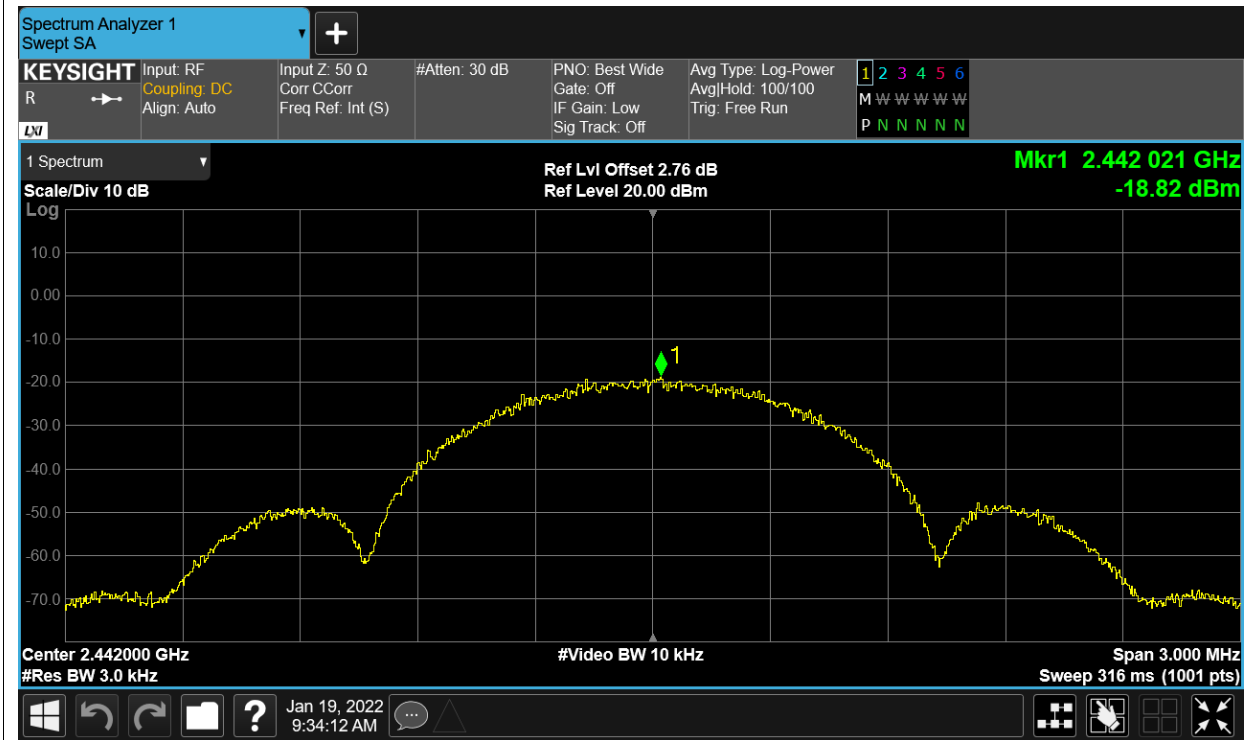 Spectrum Analyzer 1
Swept SA
+
KEYSIGHT
R
LXI
Input: RF
Coupling: DC
Align: Auto
Input Z: 50 Ω
Corr CCorr
Freq Ref: Int (S)
#Atten: 30 dB
PNO: Best Wide
Gate: Off
IF Gain: Low
Sig Track: Off
Avg Type: Log-Power
Avg|Hold: 100/100
Trig: Free Run
1 2 3 4 5 6
M W W W W W
P N N N N N
1 Spectrum
Scale/Div 10 dB
Ref Lvl Offset 2.76 dB
Ref Level 20.00 dBm
Mkr1 2.442 021 GHz
-18.82 dBm
Log
10.0
0.00
-10.0
-20.0
-30.0
-40.0
-50.0
-60.0
-70.0
1
Center 2.442000 GHz
#Res BW 3.0 kHz
#Video BW 10 kHz
Span 3.000 MHz
Sweep 316 ms (1001 pts)
?
Jan 19, 2022
9:34:12 AM